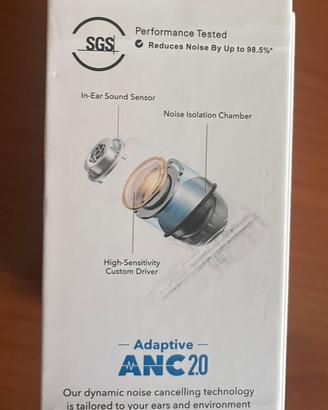 SGS
Performance Tested
Reduces Noise By Up to 98.5%*
In-Ear Sound Sensor
Noise Isolation Chamber
High-Sensitivity
Custom Driver
Adaptive
ANC 2.0
Our dynamic noise cancelling technology
is tailored to your ears and environment